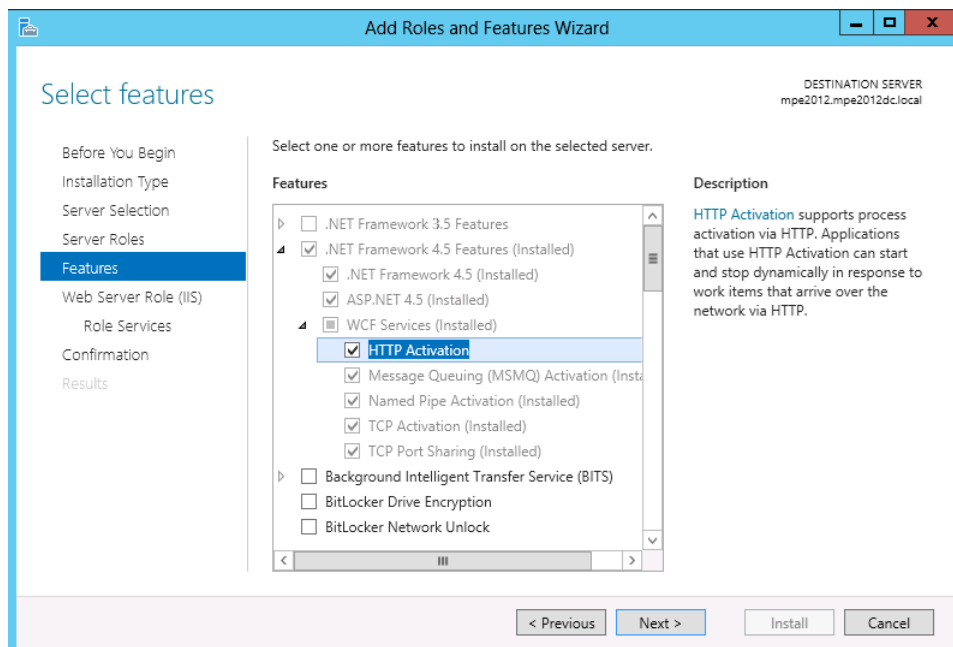 Add Roles and Features Wizard
Select features
DESTINATION SERVER
mpe2012.mpe2012dc.local
Before You Begin
Installation Type
Server Selection
Server Roles
Features
Web Server Role (IIS)
Role Services
Confirmation
Results
Select one or more features to install on the selected server.
Features
.NET Framework 3.5 Features
.NET Framework 4.5 Features (Installed)
.NET Framework 4.5 (Installed)
ASP.NET 4.5 (Installed)
WCF Services (Installed)
HTTP Activation
Message Queuing (MSMQ) Activation (Insta
Named Pipe Activation (Installed)
TCP Activation (Installed)
TCP Port Sharing (Installed)
Background Intelligent Transfer Service (BITS)
BitLocker Drive Encryption
BitLocker Network Unlock
Description
HTTP Activation supports process
activation via HTTP. Applications
that use HTTP Activation can start
and stop dynamically in response to
work items that arrive over the
network via HTTP.
< Previous
Next >
Install
Cancel